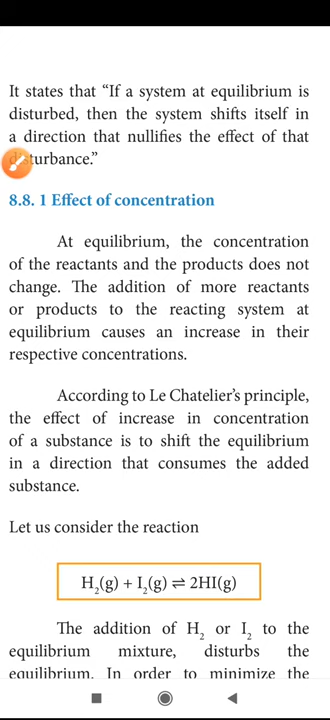 It states that “If a system at equilibrium is
disturbed, then the system shifts itself in
a direction that nullifies the effect of that
disturbance.”
8.8. 1 Effect of concentration
At equilibrium, the concentration
of the reactants and the products does not
change. The addition of more reactants
or products to the reacting system at
equilibrium causes an increase in their
respective concentrations.
According to Le Chatelier’s principle,
the effect of increase in concentration
of a substance is to shift the equilibrium
in a direction that consumes the added
substance.
Let us consider the reaction
H₂(g) + I₂(g) ⇌ 2HI(g)
The addition of H₂ or I₂ to the
equilibrium mixture, disturbs the
equilibrium. In order to minimize the